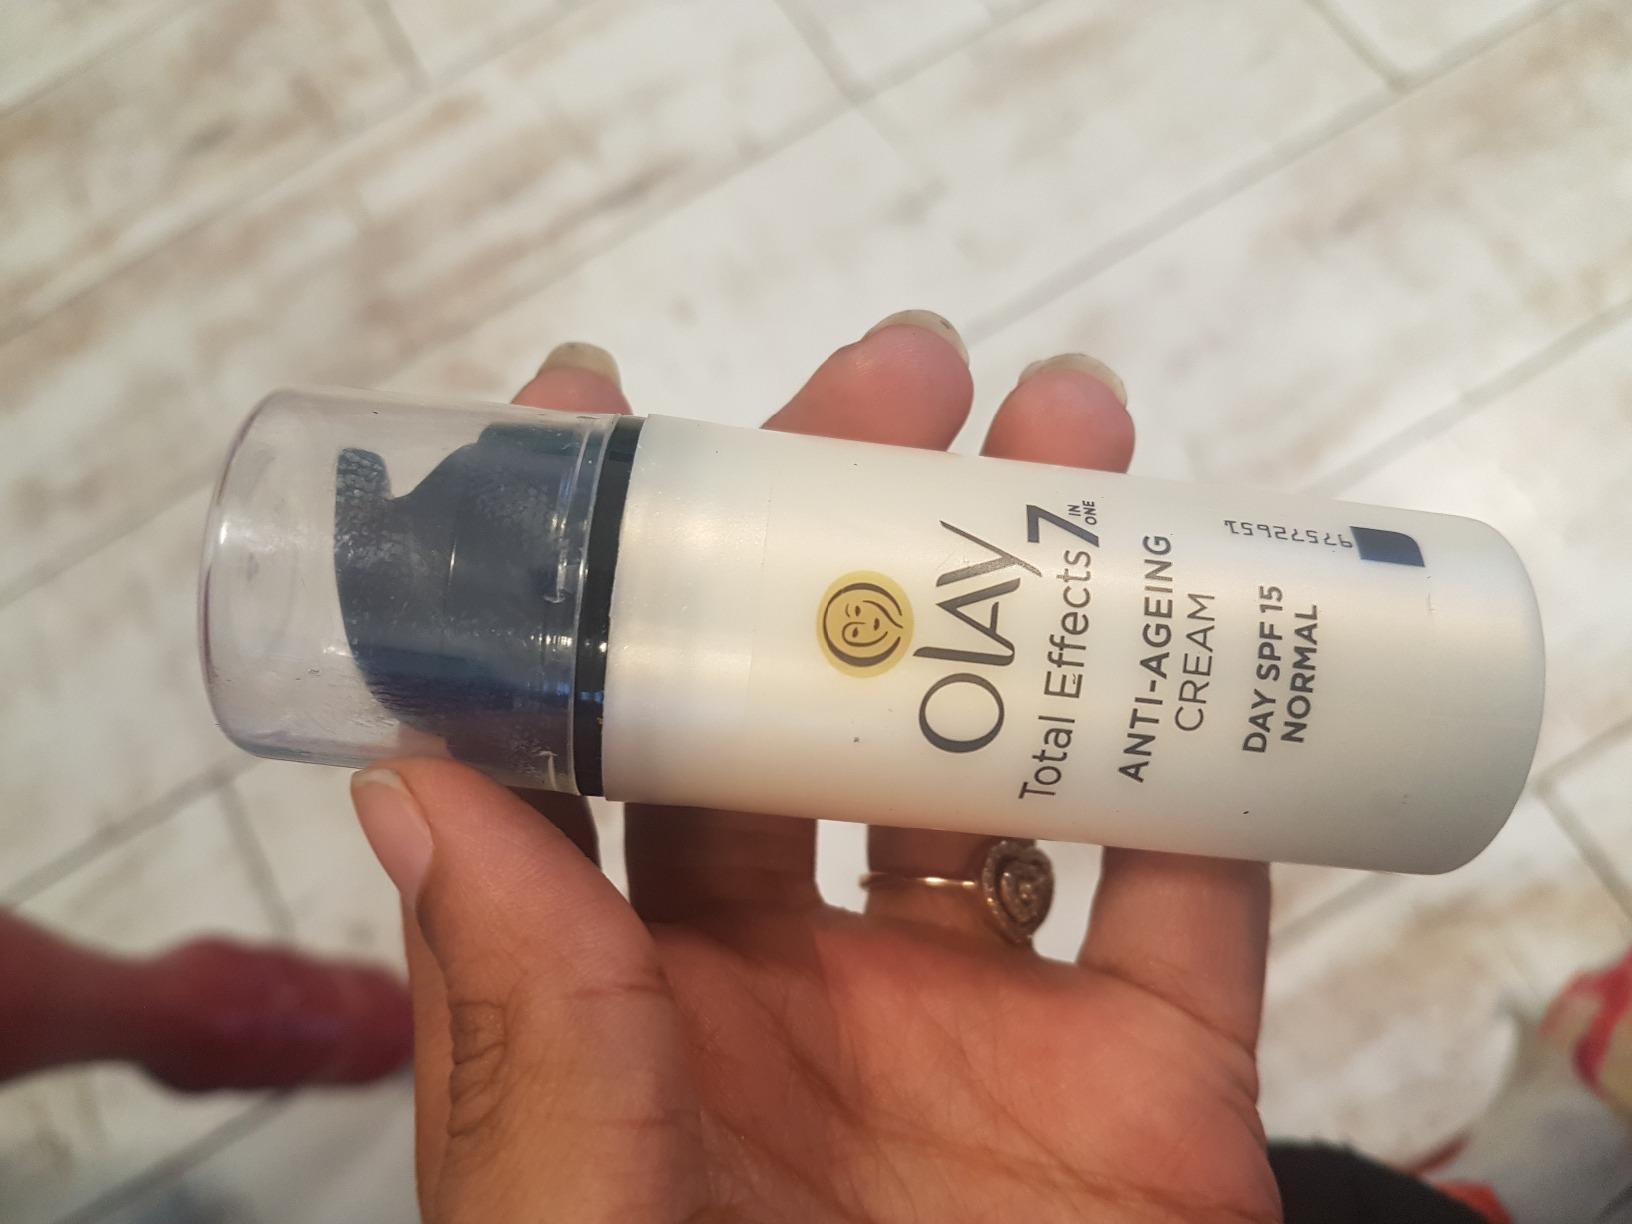 OLAY
Total Effects 7 IN ONE
ANTI-AGEING
CREAM
DAY SPF 15
NORMAL
97572651